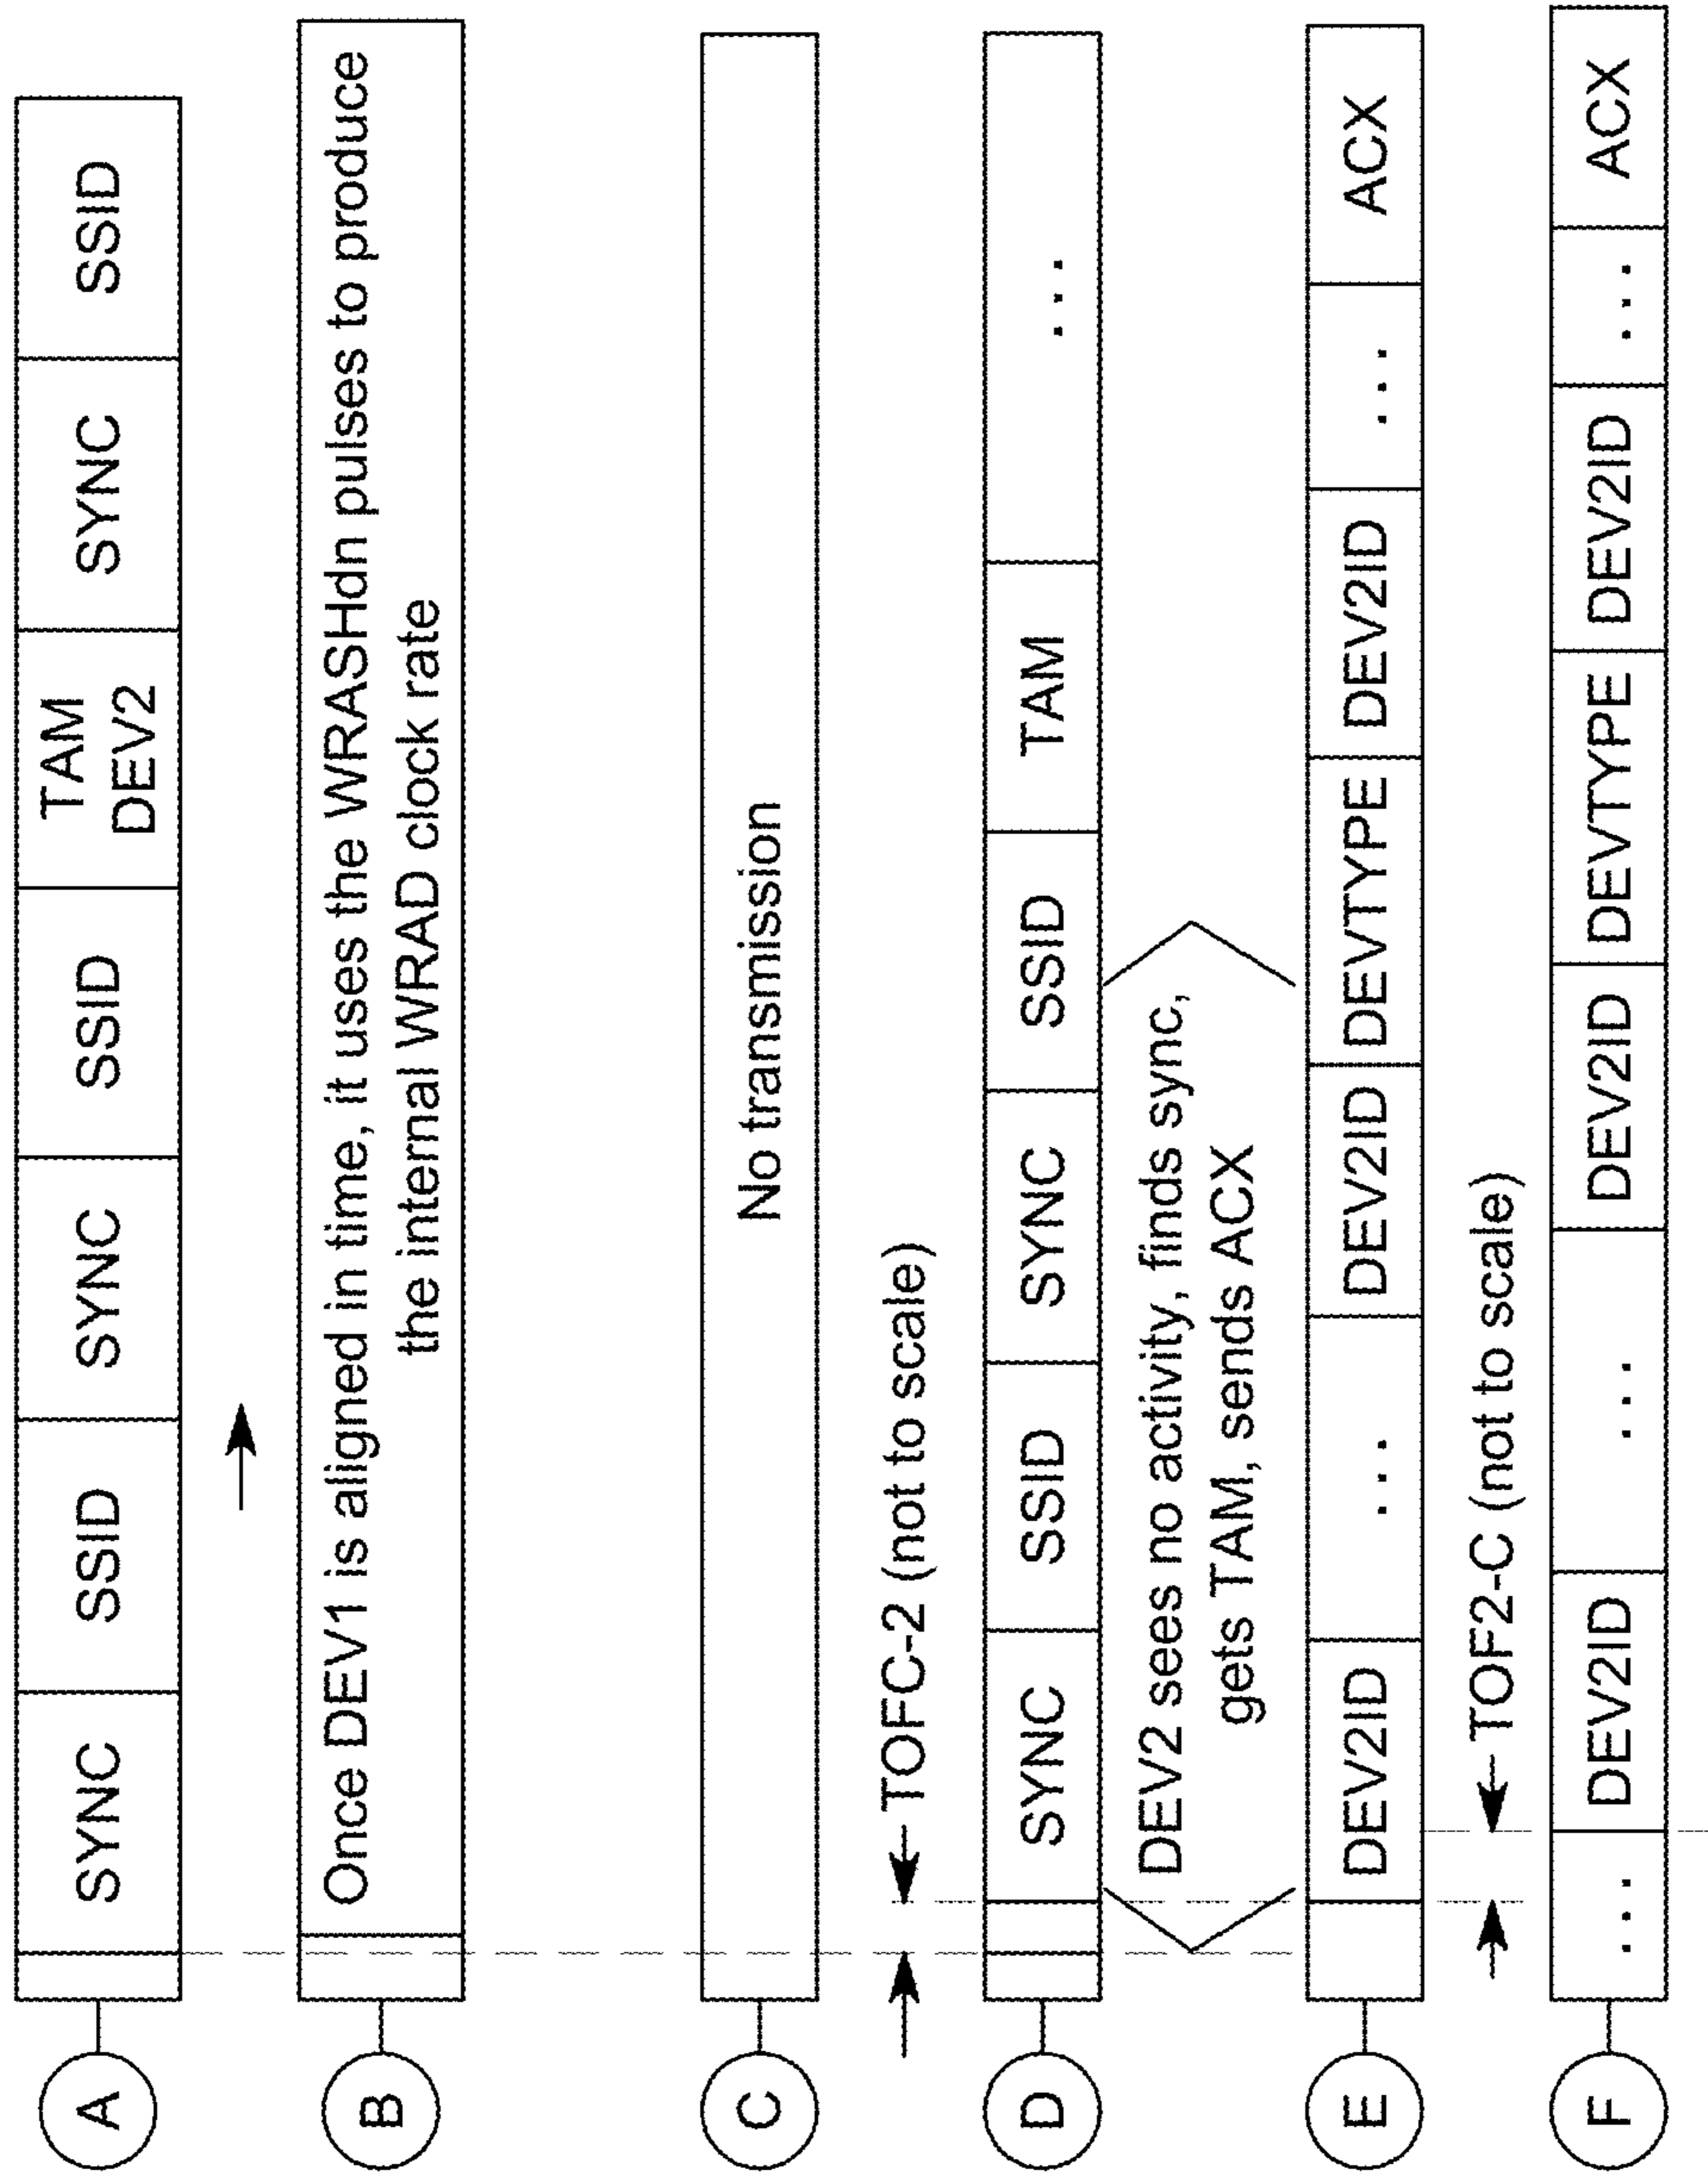 A
SYNC SSID SYNC SSID TAM DEV2 SYNC SSID
B
Once DEV1 is aligned in time, it uses the WRASHdn pulses to produce
the internal WRAD clock rate
C
No transmission
TOFC-2 (not to scale)
D
SYNC SSID SYNC SSID TAM ...
DEV2 sees no activity, finds sync,
gets TAM, sends ACX
E
DEV2ID ... DEV2ID DEVTYPE DEV2ID ... ACX
TOF2-C (not to scale)
F
... DEV2ID ... DEV2ID DEVTYPE DEV2ID ... ACX